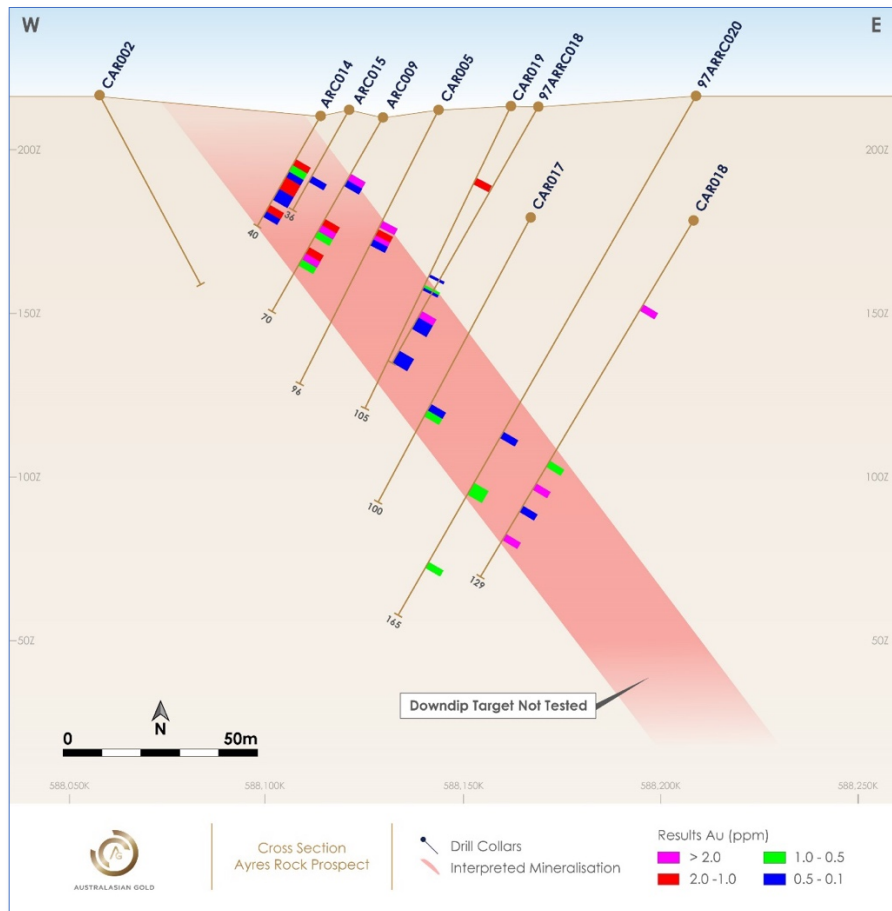 W
E
CAR002
ARC014
ARC015
ARC009
CAR005
CAR019
97ARRC018
97ARRC020
CAR017
CAR018
200Z
200Z
36
40
150Z
150Z
70
96
105
100Z
100Z
100
129
165
50Z
50Z
Downdip Target Not Tested
N
0
50m
588,050K
588,100K
588,150K
588,200K
588,250K
AG
AUSTRALASIAN GOLD
Cross Section
Ayres Rock Prospect
Drill Collars
Interpreted Mineralisation
Results Au (ppm)
> 2.0
1.0 - 0.5
2.0 -1.0
0.5 - 0.1